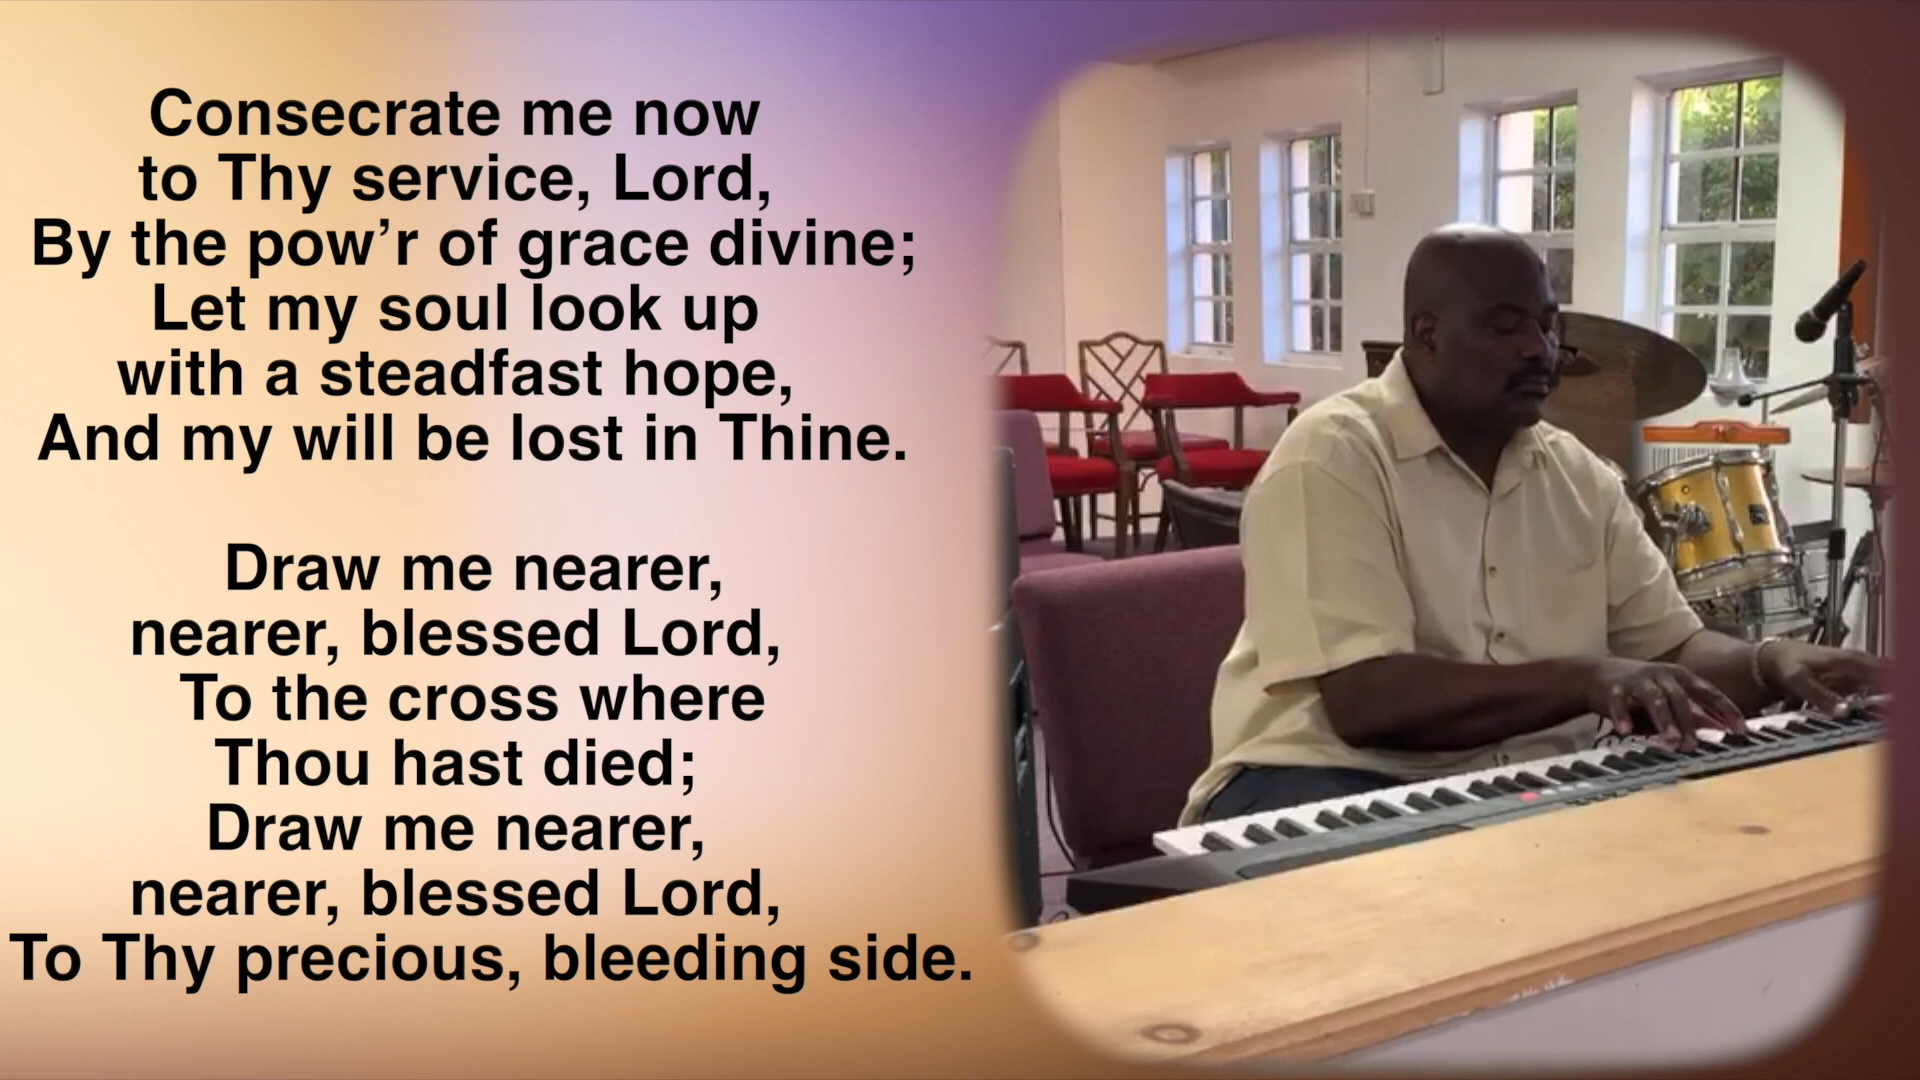 Consecrate me now
to Thy service, Lord,
By the pow’r of grace divine;
Let my soul look up
with a steadfast hope,
And my will be lost in Thine.
Draw me nearer,
nearer, blessed Lord,
To the cross where
Thou hast died;
Draw me nearer,
nearer, blessed Lord,
To Thy precious, bleeding side.